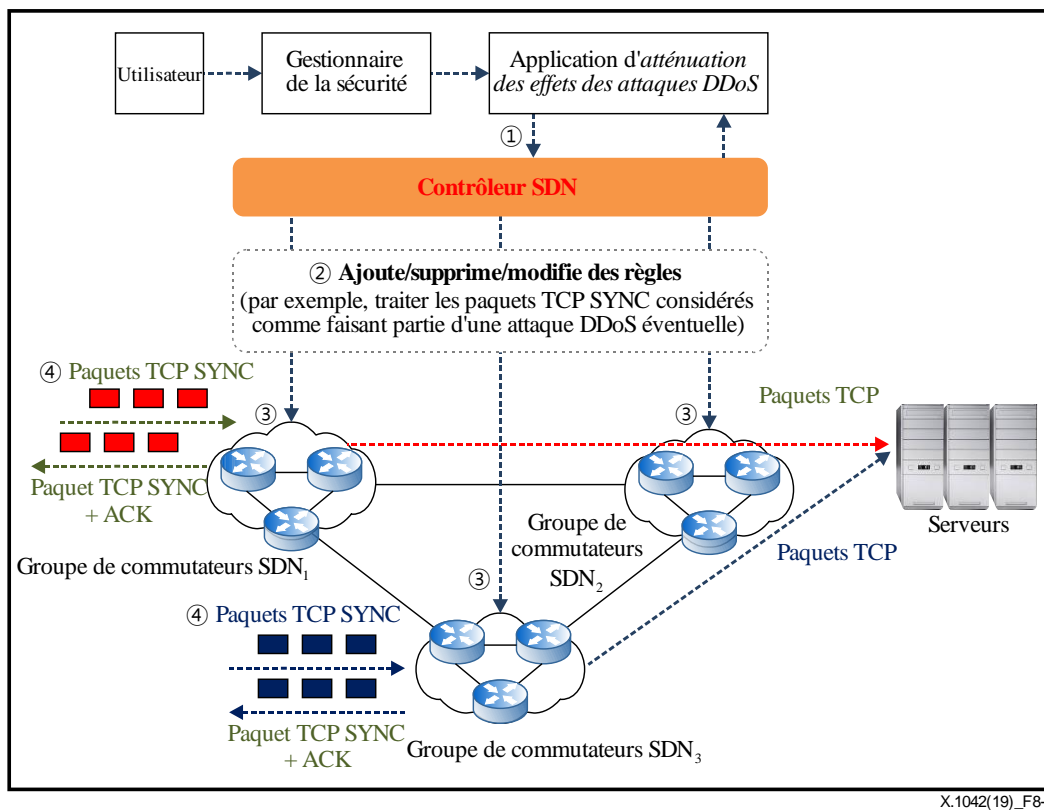 Utilisateur
Gestionnaire
de la sécurité
Application d'atténuation
des effets des attaques DDoS
①
Contrôleur SDN
② Ajoute/supprime/modifie des règles
(par exemple, traiter les paquets TCP SYNC considérés
comme faisant partie d'une attaque DDoS éventuelle)
④ Paquets TCP SYNC
③
③
Paquets TCP
Paquet TCP SYNC
+ ACK
Groupe de commutateurs SDN1
Groupe de
commutateurs
SDN2
Serveurs
Paquets TCP
③
④ Paquets TCP SYNC
Paquet TCP SYNC
+ ACK
Groupe de commutateurs SDN3
X.1042(19)_F8-